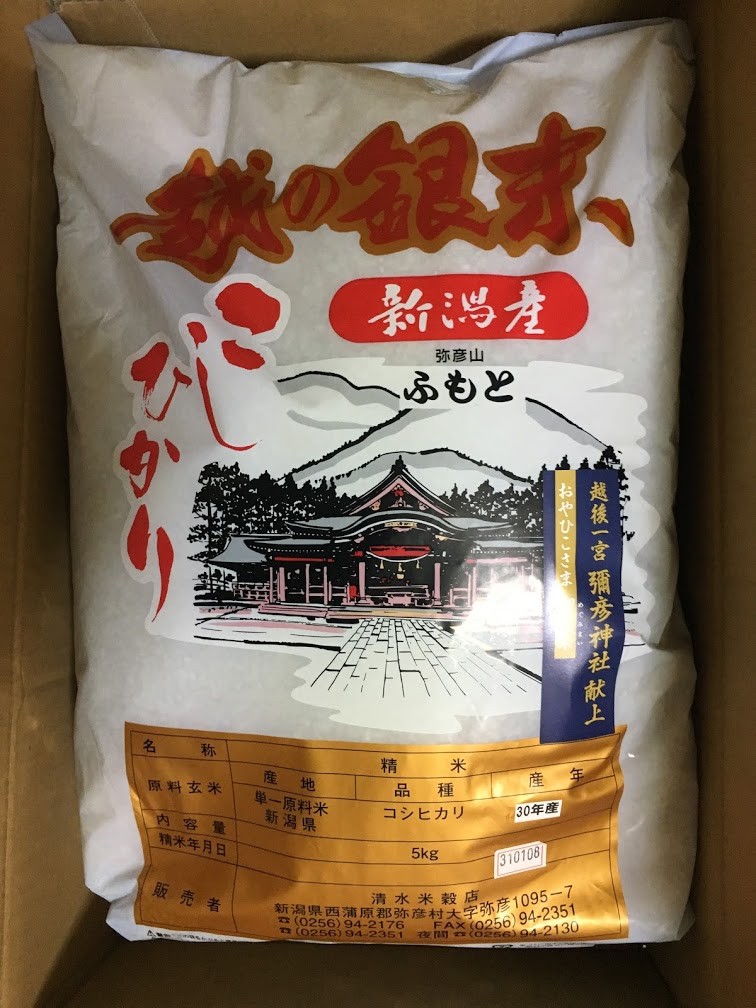 越の銀米
新潟産
こしひかり
弥彦山
ふもと
越後一宮 彌彦神社 献上
めぐみまい
おやひこさま
名称 精米
原料玄米 産地 品種 産年
単一原料米
新潟県 コシヒカリ 30年産
内容量 5kg
精米年月日 310108
販売者 清水米穀店
新潟県西蒲原郡弥彦村大字弥彦1095-7
☎(0256)94-2176 FAX(0256)94-2351
☎(0256)94-2351 夜間☎(0256)94-2130